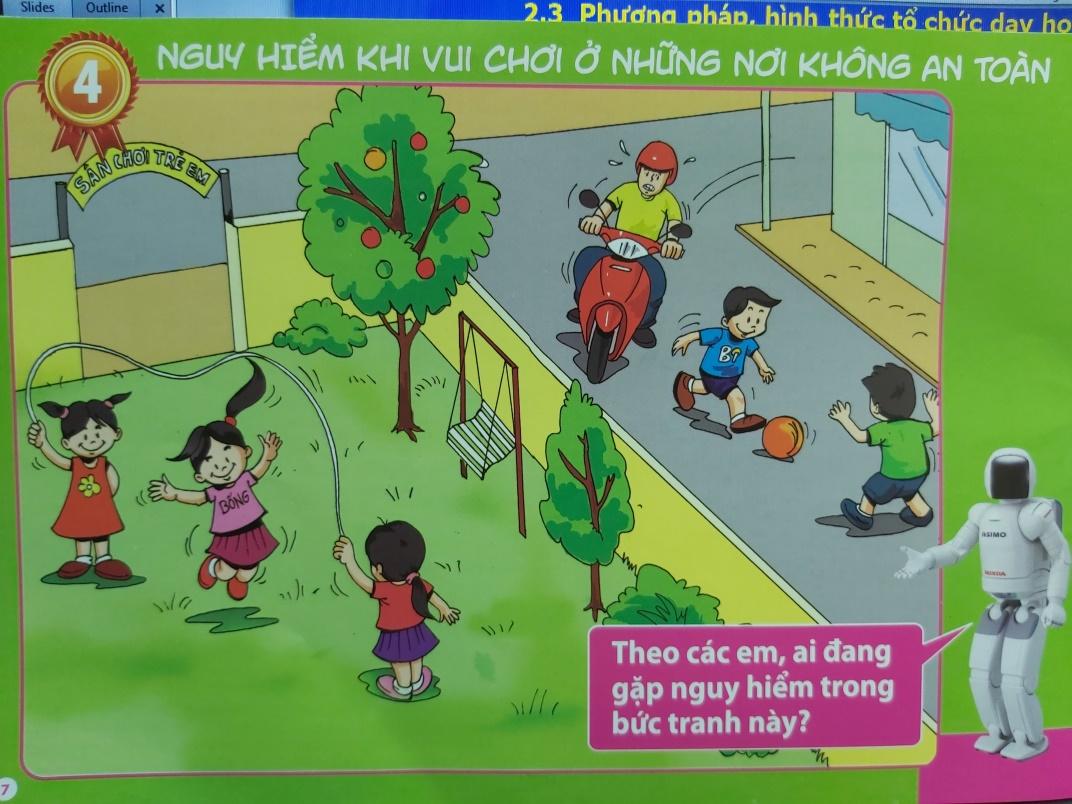 Slides Outline ×
2.3 Phương pháp, hình thức tổ chức dạy họ
4
NGUY HIỂM KHI VUI CHƠI Ở NHỮNG NƠI KHÔNG AN TOÀN
SÂN CHƠI TRẺ EM
BI
BỐNG
ASIMO
HONDA
Theo các em, ai đang
gặp nguy hiểm trong
bức tranh này?
7